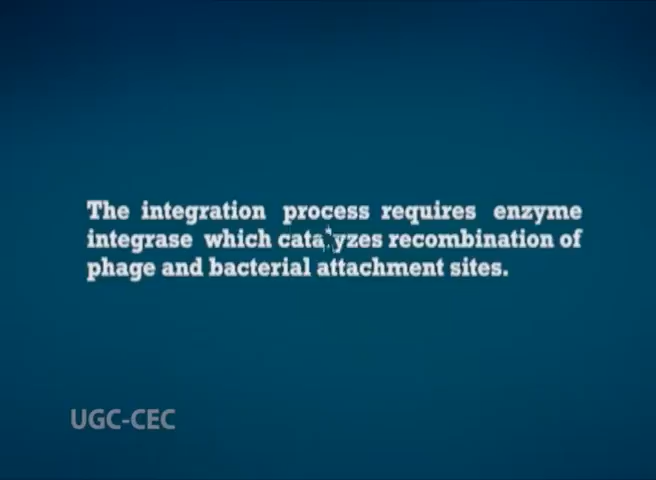 The integration process requires enzyme
integrase which catalyzes recombination of
phage and bacterial attachment sites.
UGC-CEC